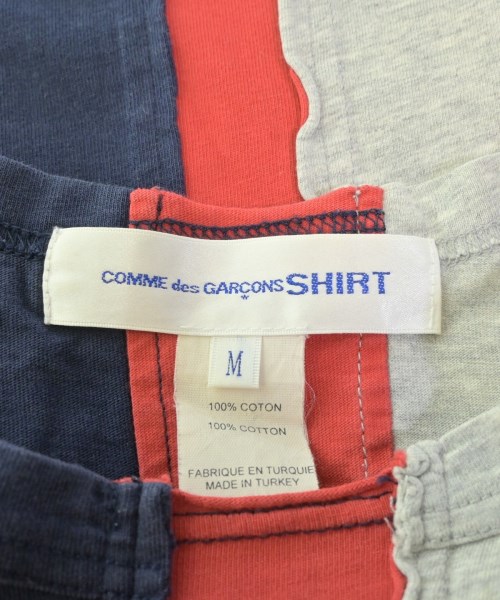 COMME des GARÇONS SHIRT
M
100% COTON
100% COTTON
FABRIQUE EN TURQUIE
MADE IN TURKEY